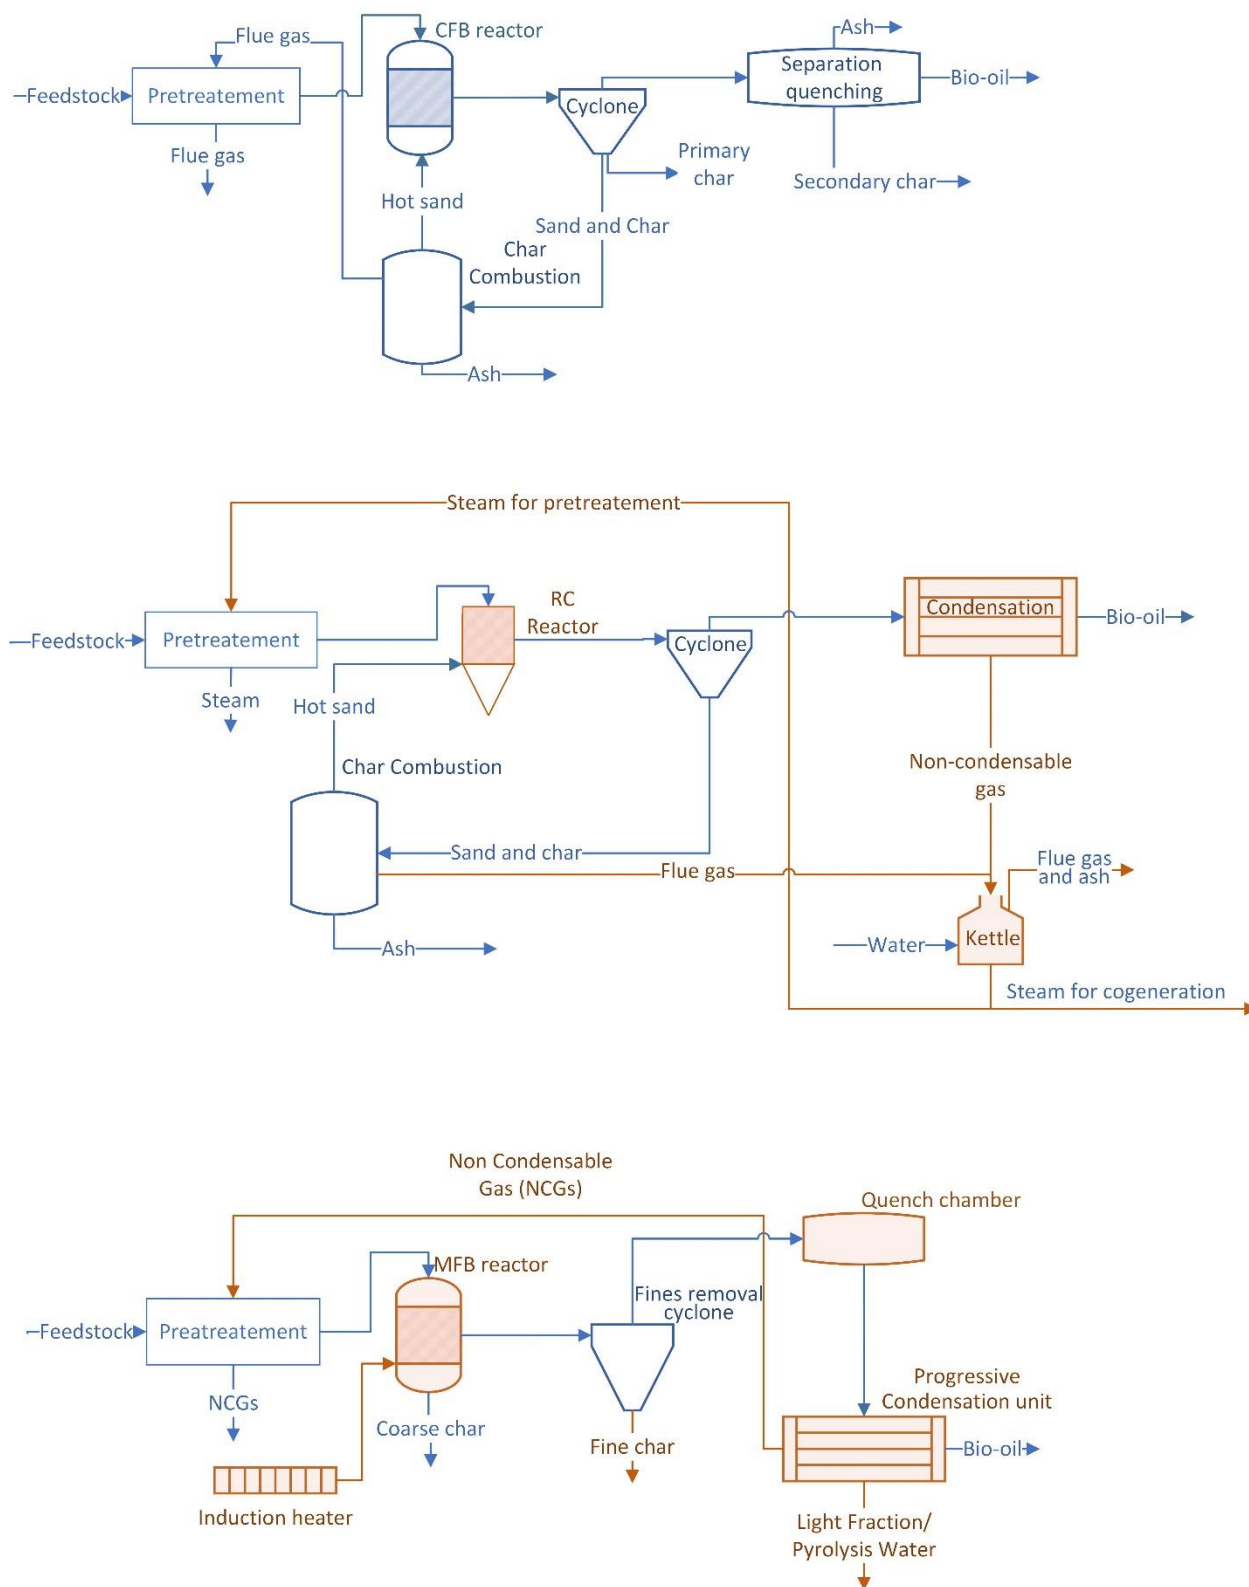 Flue gas
CFB reactor
Ash
Feedstock
Pretreatement
Cyclone
Separation
quenching
Bio-oil
Flue gas
Primary
char
Hot sand
Secondary char
Sand and Char
Char
Combustion
Ash
Steam for pretreatement
RC
Reactor
Condensation
Bio-oil
Feedstock
Pretreatement
Cyclone
Steam
Hot sand
Non-condensable
gas
Char Combustion
Sand and char
Flue gas
Flue gas
and ash
Ash
Water
Kettle
Steam for cogeneration
Non Condensable
Gas (NCGs)
Quench chamber
MFB reactor
Fines removal
cyclone
Feedstock
Preatreatement
NCGs
Coarse char
Fine char
Progressive
Condensation unit
Bio-oil
Induction heater
Light Fraction/
Pyrolysis Water